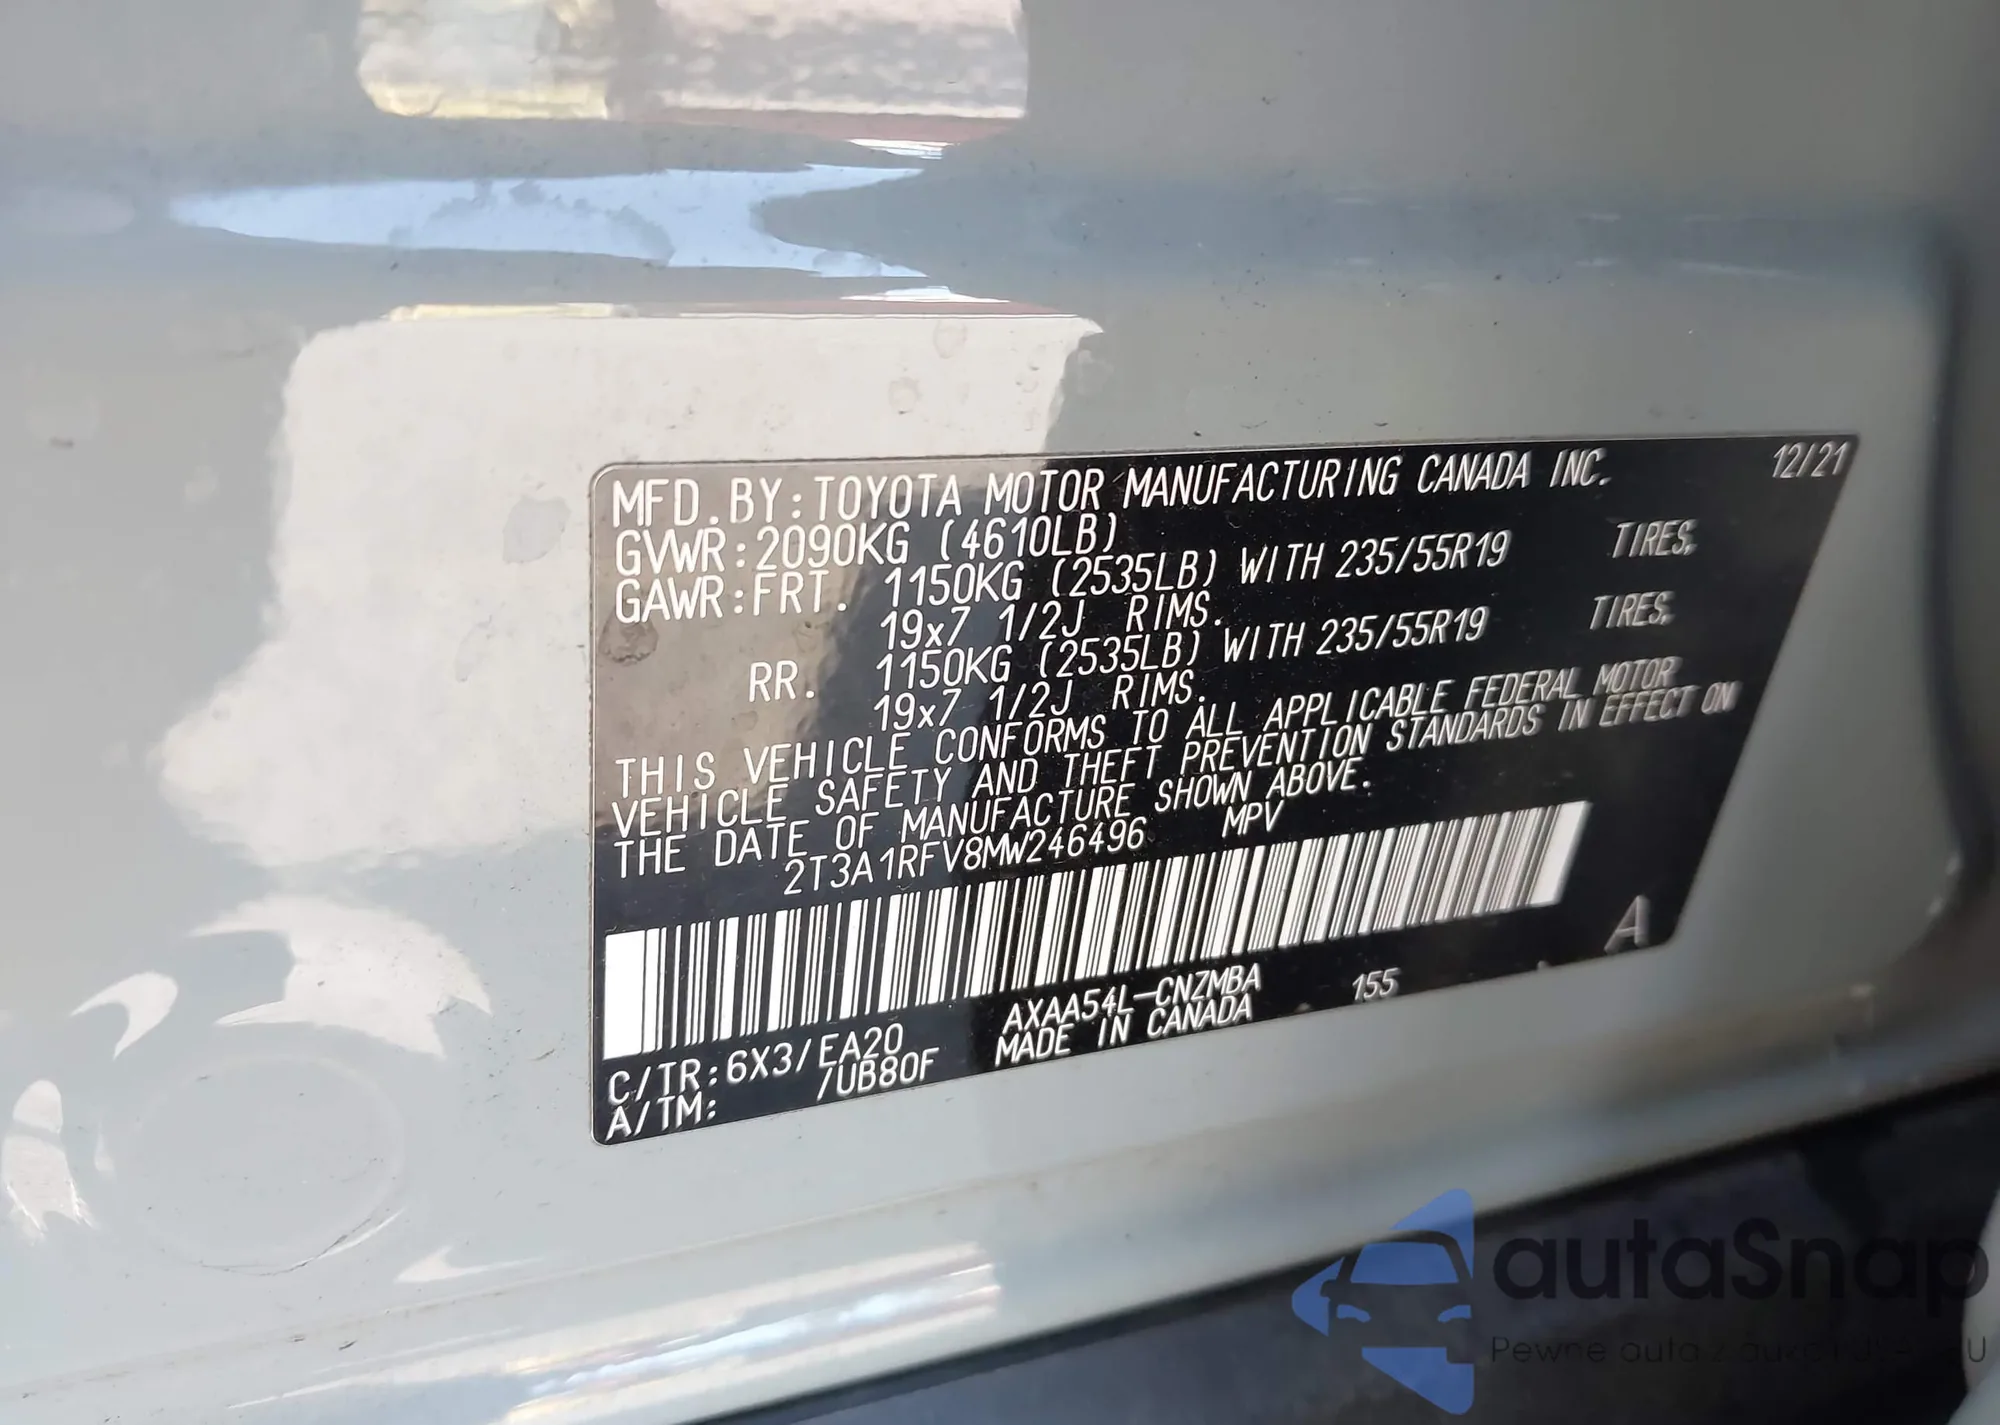 MFD.BY:TOYOTA MOTOR MANUFACTURING CANADA INC. 12/21
GVWR:2090KG (4610LB)
GAWR:FRT. 1150KG (2535LB) WITH 235/55R19 TIRES,
19x7 1/2J RIMS.
RR. 1150KG (2535LB) WITH 235/55R19 TIRES,
19x7 1/2J RIMS.
THIS VEHICLE CONFORMS TO ALL APPLICABLE FEDERAL MOTOR
VEHICLE SAFETY AND THEFT PREVENTION STANDARDS IN EFFECT ON
THE DATE OF MANUFACTURE SHOWN ABOVE.
2T3A1RFV8MW246496 MPV
A
C/TR:6X3/EA20 AXAA54L-CNZMBA 155
A/TM: /UB80F MADE IN CANADA
autaSnap
Pewne auta z